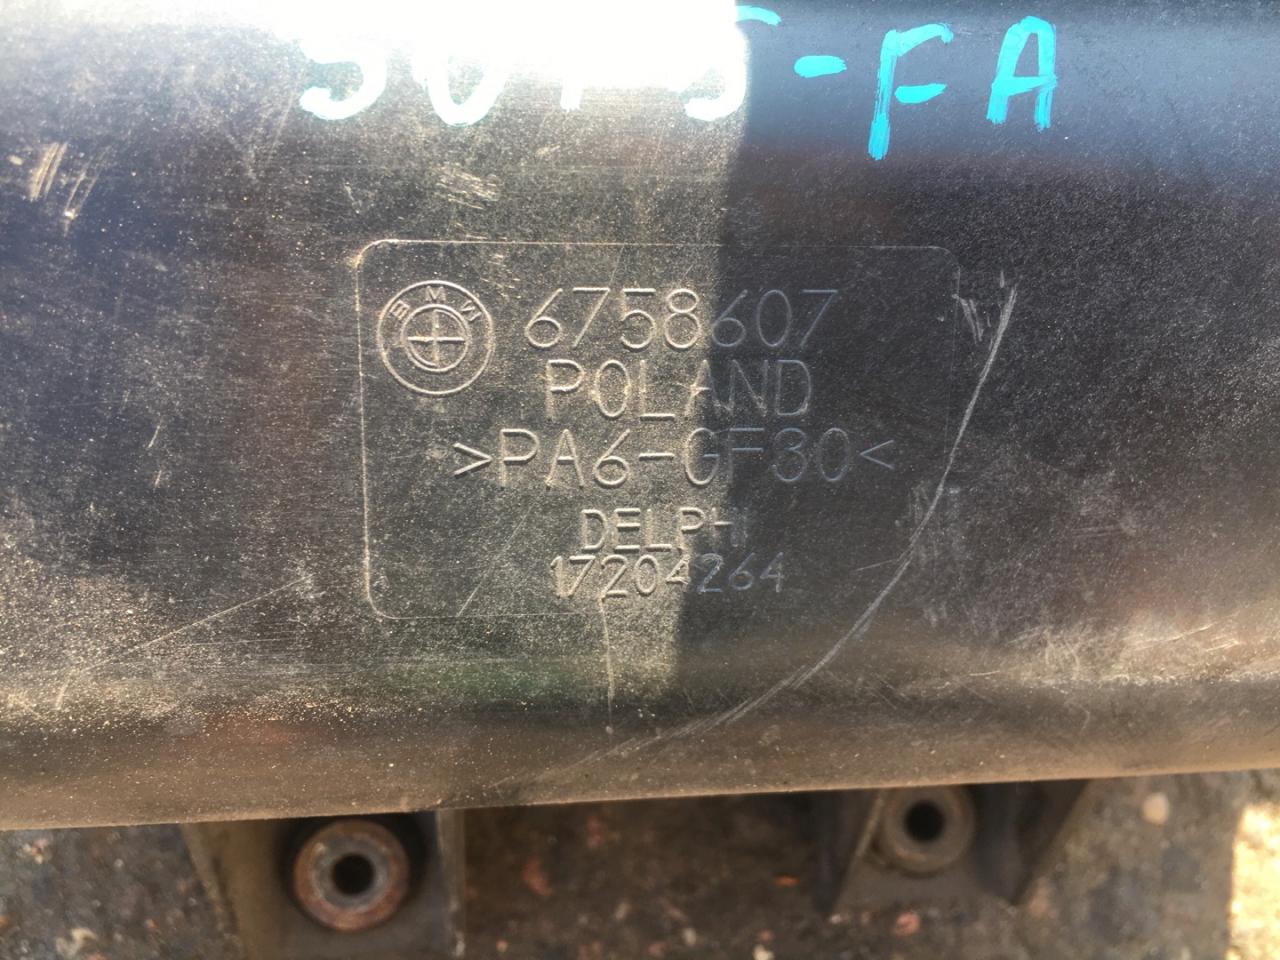 -FA
BMW
6758607
POLAND
>PA6-GF30<
DELPHI
17204264